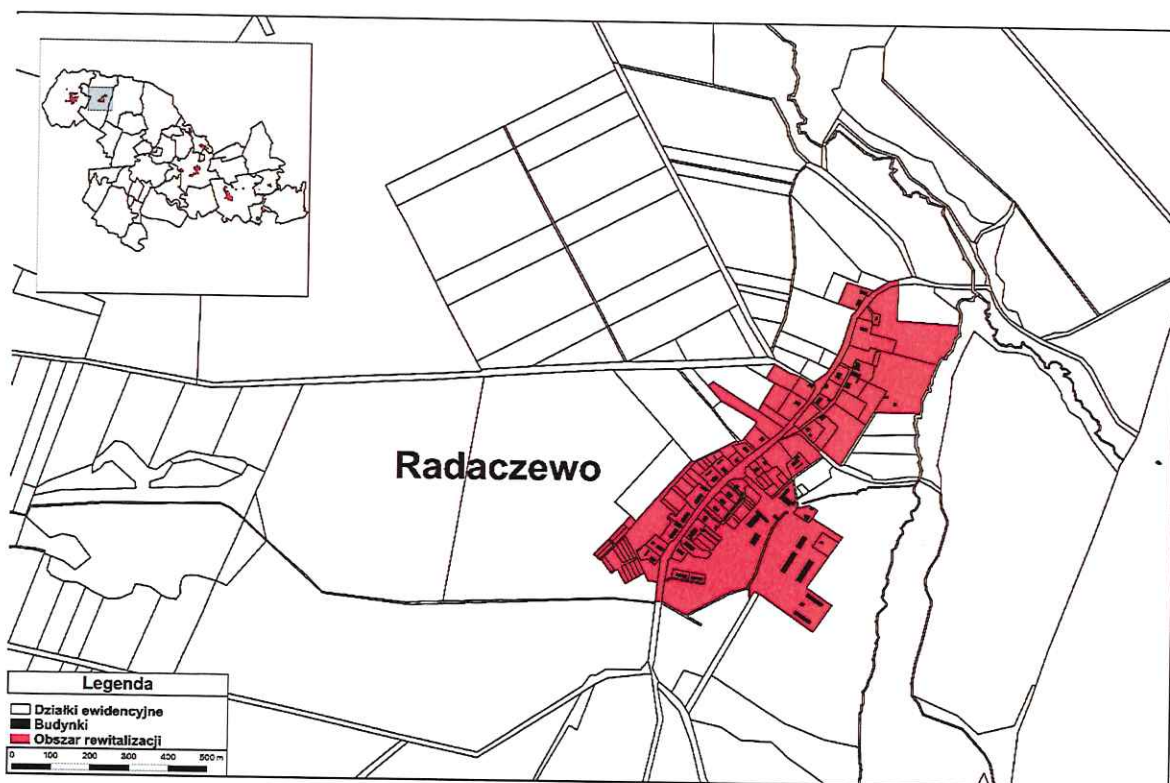 Radaczewo
Legenda
Działki ewidencyjne
Budynki
Obszar rewitalizacji
0 100 200 300 400 500 m